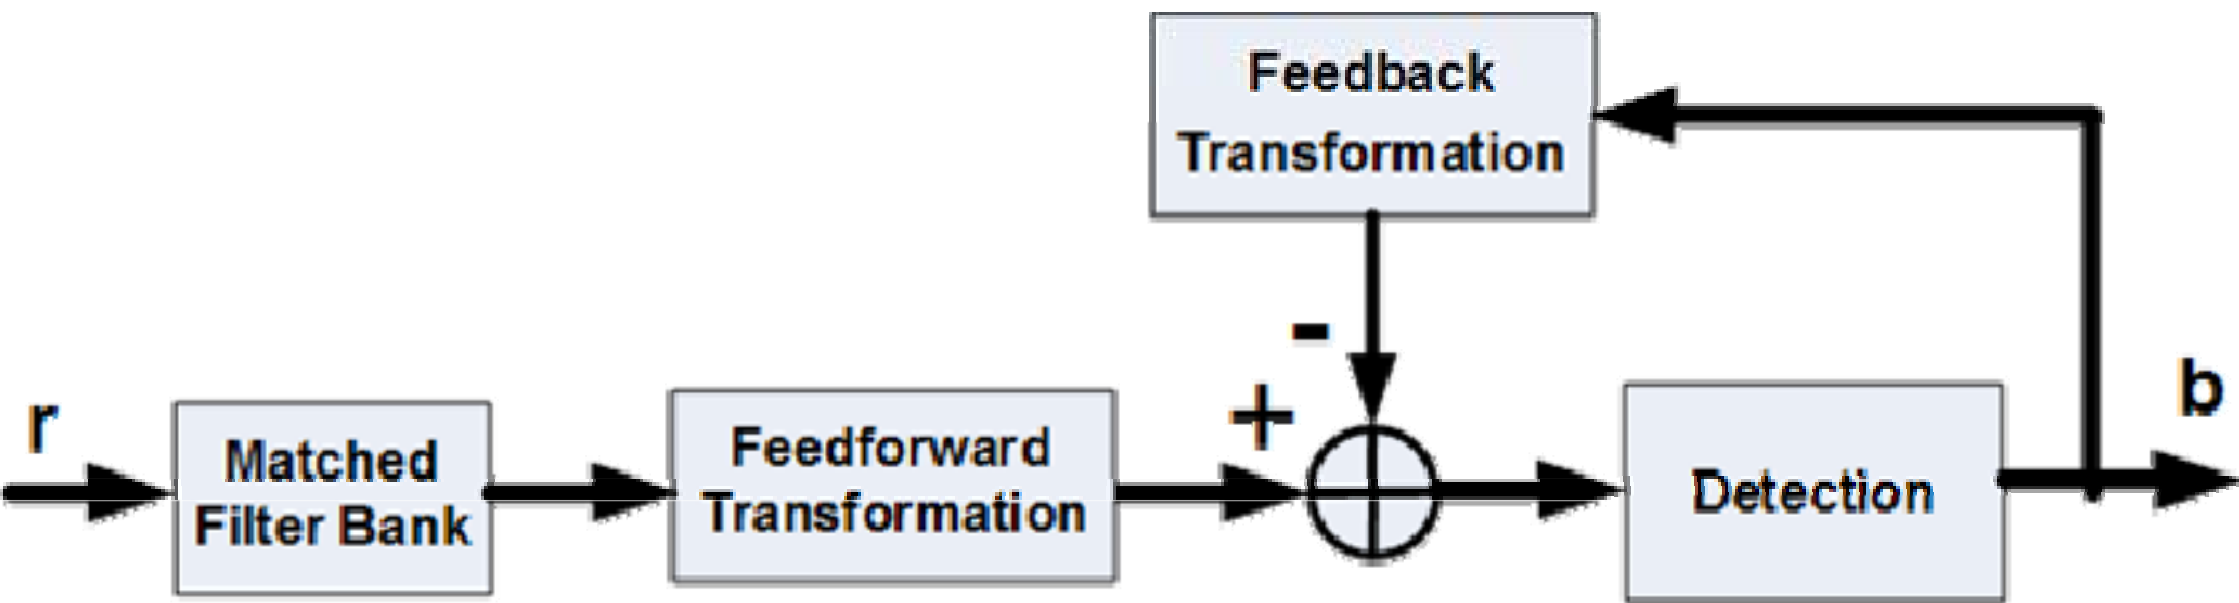 Feedback
Transformation
-
+
r
Matched
Filter Bank
Feedforward
Transformation
Detection
b